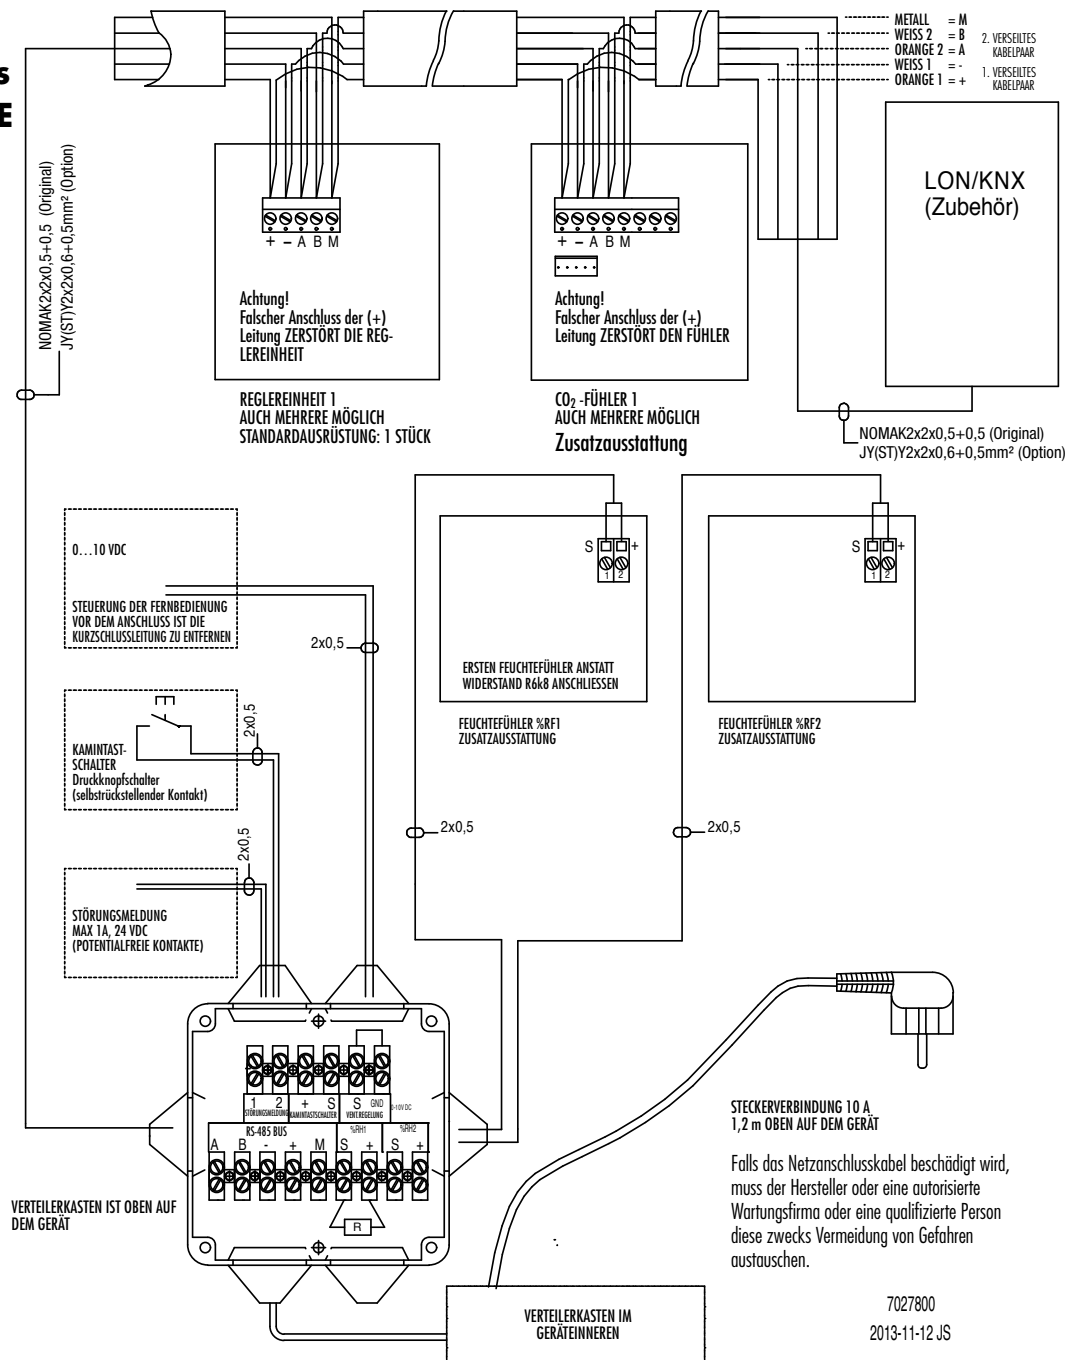 METALL = M
WEISS 2 = B
ORANGE 2 = A
WEISS 1 = -
ORANGE 1 = +
2. VERSEILTES
KABELPAAR
1. VERSEILTES
KABELPAAR
s
E
NOMAK2x2x0,5+0,5 (Original)
JY(ST)Y2x2x0,6+0,5mm² (Option)
+ – A B M
Achtung!
Falscher Anschluss der (+)
Leitung ZERSTÖRT DIE REG-
LEREINHEIT
REGLEREINHEIT 1
AUCH MEHRERE MÖGLICH
STANDARDAUSRÜSTUNG: 1 STÜCK
+ – A B M
Achtung!
Falscher Anschluss der (+)
Leitung ZERSTÖRT DEN FÜHLER
CO₂ -FÜHLER 1
AUCH MEHRERE MÖGLICH
Zusatzausstattung
LON/KNX
(Zubehör)
NOMAK2x2x0,5+0,5 (Original)
JY(ST)Y2x2x0,6+0,5mm² (Option)
0...10 VDC
STEUERUNG DER FERNBEDIENUNG
VOR DEM ANSCHLUSS IST DIE
KURZSCHLUSSLEITUNG ZU ENTFERNEN
2x0,5
S +
1 2
ERSTEN FEUCHTEFÜHLER ANSTATT
WIDERSTAND R6k8 ANSCHLIESSEN
FEUCHTEFÜHLER %RF1
ZUSATZAUSSTATTUNG
S +
1 2
FEUCHTEFÜHLER %RF2
ZUSATZAUSSTATTUNG
KAMINTAST-
SCHALTER
Druckknopfschalter
(selbstrückstellender Kontakt)
2x0,5
2x0,5
2x0,5
2x0,5
STÖRUNGSMELDUNG
MAX 1A, 24 VDC
(POTENTIALFREIE KONTAKTE)
1 2 + S S GND 0-10V DC
STÖRUNGSMELDUNG KAMINTASTSCHALTER VENT.REGELUNG
RS-485 BUS %RH1 %RH2
A B - + M S + S +
R
VERTEILERKASTEN IST OBEN AUF
DEM GERÄT
STECKERVERBINDUNG 10 A
1,2 m OBEN AUF DEM GERÄT
Falls das Netzanschlusskabel beschädigt wird,
muss der Hersteller oder eine autorisierte
Wartungsfirma oder eine qualifizierte Person
diese zwecks Vermeidung von Gefahren
austauschen.
VERTEILERKASTEN IM
GERÄTEINNEREN
7027800
2013-11-12 JS